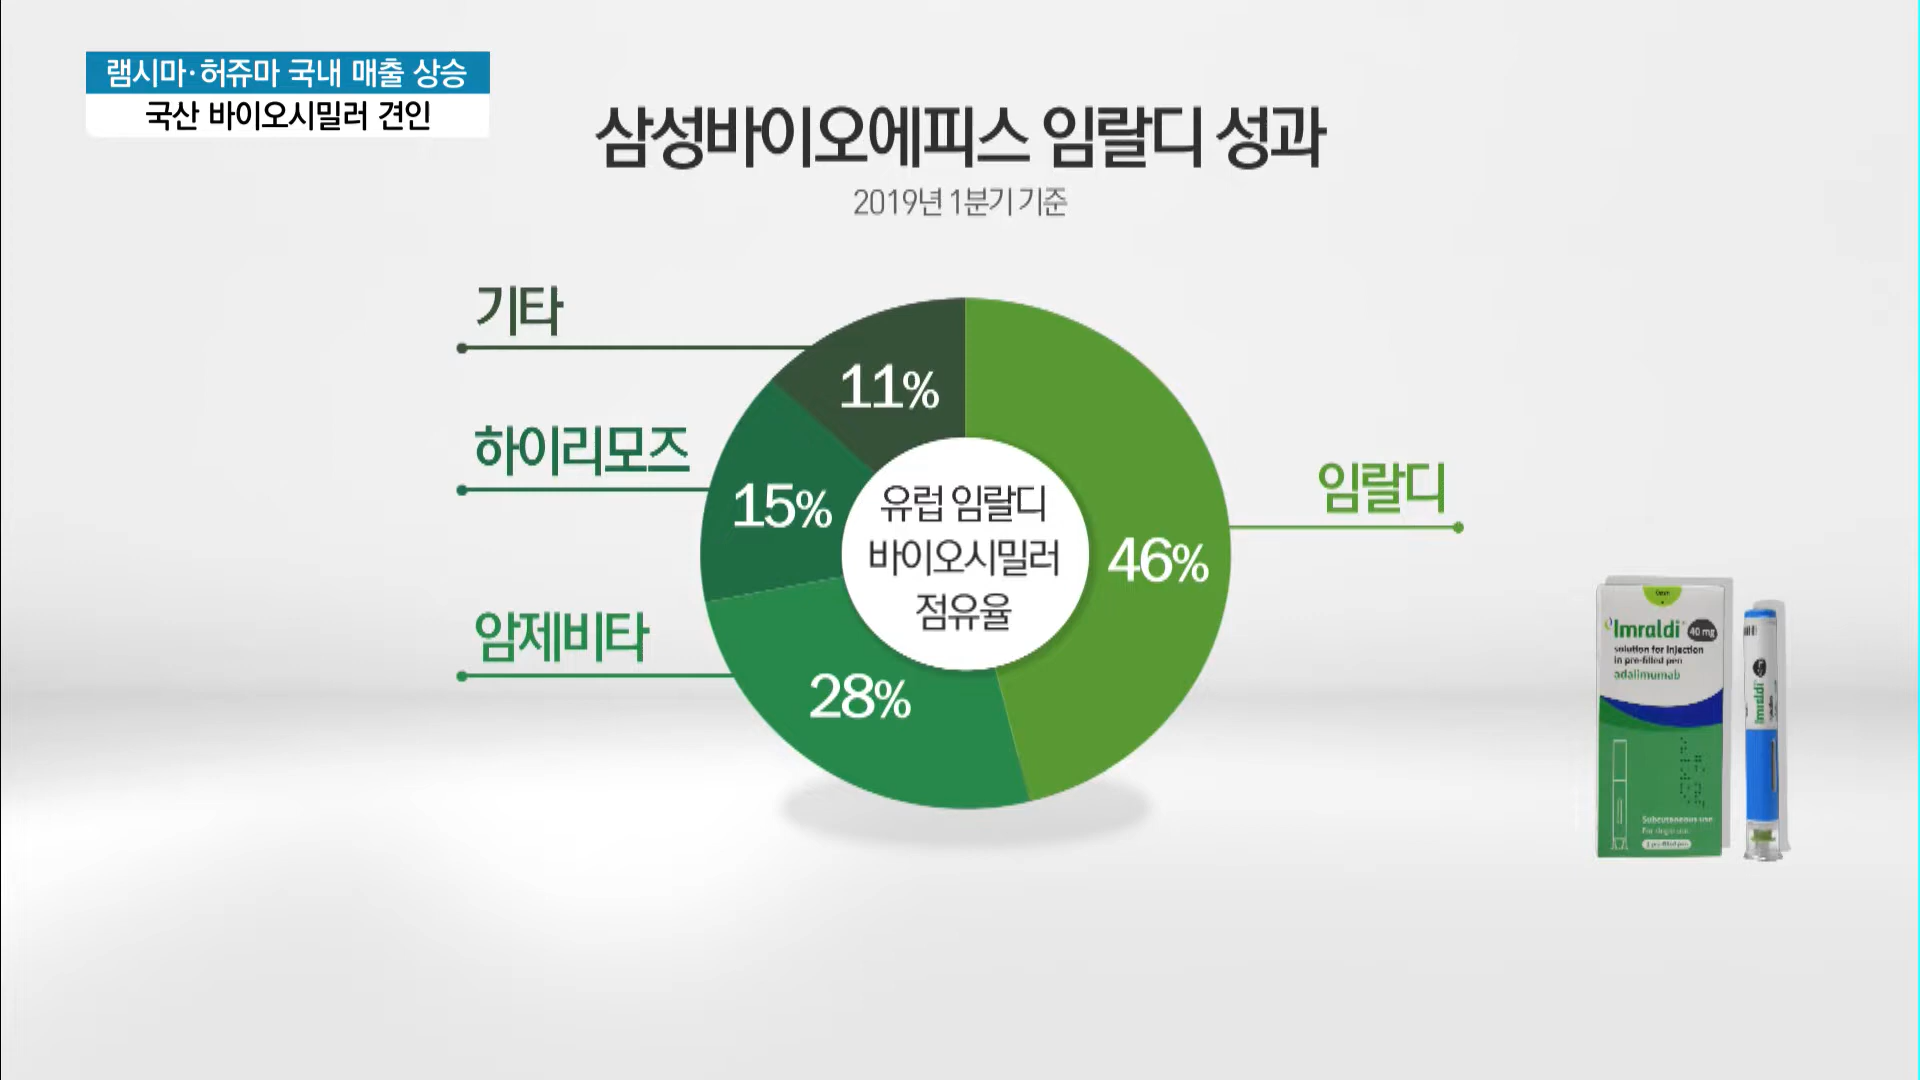 램시마·허쥬마 국내 매출 상승
국산 바이오시밀러 견인
삼성바이오에피스 임랄디 성과
2019년 1분기 기준
기타
11%
하이리모즈
15%
암제비타
28%
임랄디
46%
유럽 임랄디
바이오시밀러
점유율
Imraldi 40 mg
solution for injection
in pre-filled pen
adalimumab
Subcutaneous use
Imraldi